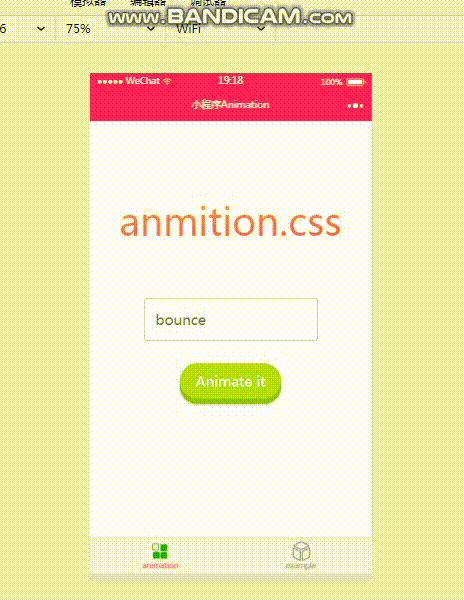 模拟器 编辑器 调试器
www.BANDICAM.com
6 75% WiFi
WeChat 19:18 100%
小程序Animation
anmition.css
bounce
Animate it
animation example